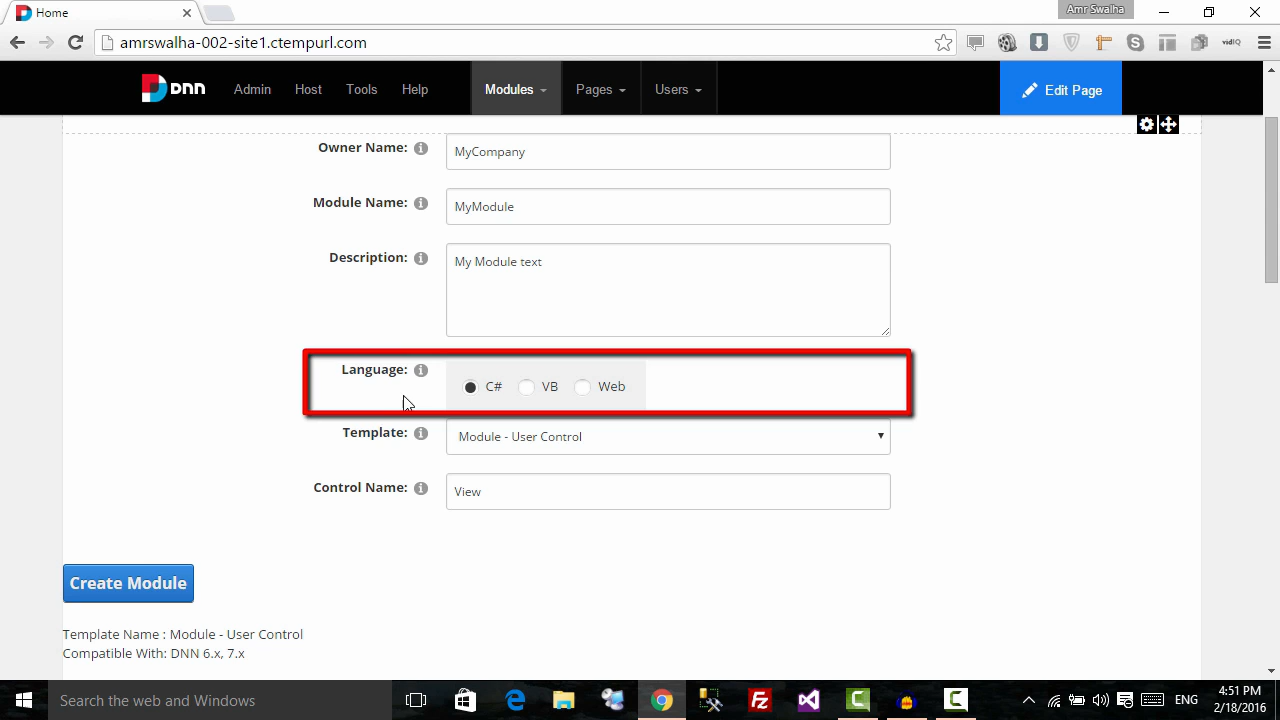 Home
Amr Swalha
amrswalha-002-site1.ctempurl.com
vidIQ
DNN Admin Host Tools Help Modules Pages Users Edit Page
Owner Name: MyCompany
Module Name: MyModule
Description: My Module text
Language: C# VB Web
Template: Module - User Control
Control Name: View
Create Module
Template Name : Module - User Control
Compatible With: DNN 6.x, 7.x
Search the web and Windows
ENG
4:51 PM
2/18/2016